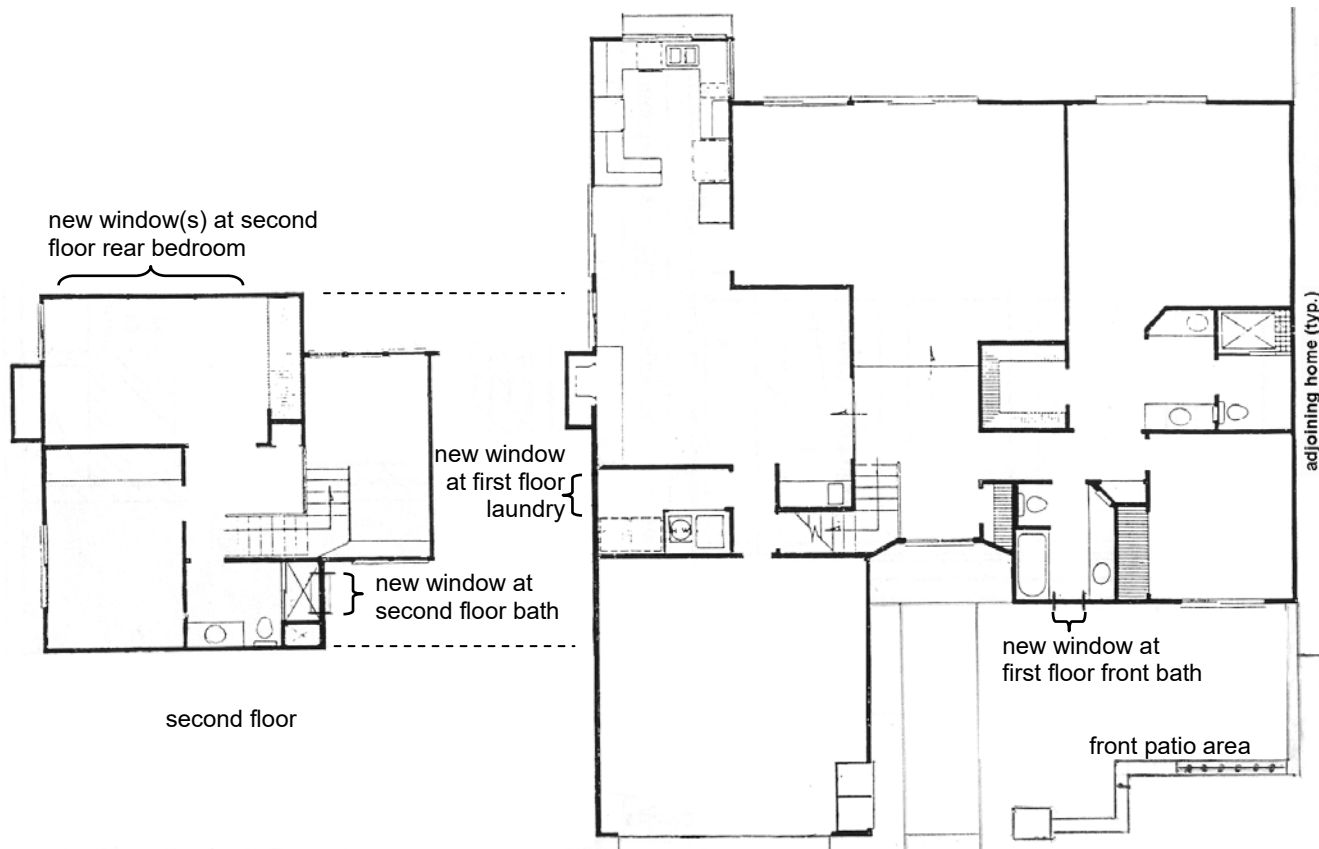 new window(s) at second
floor rear bedroom
new window
at first floor
laundry
adjoining home (typ.)
new window at
second floor bath
new window at
first floor front bath
second floor
front patio area